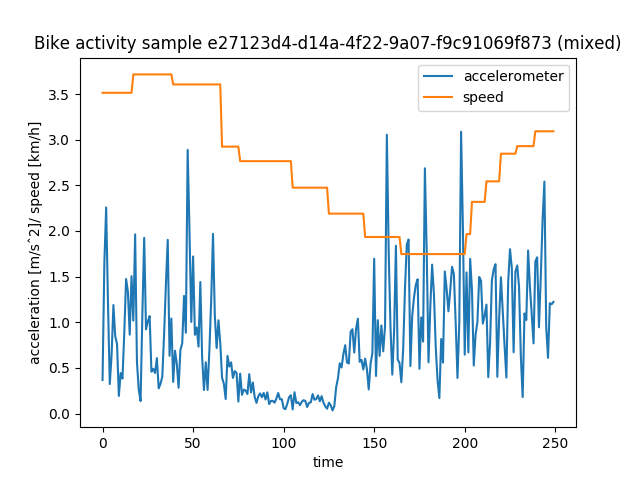 Bike activity sample e27123d4-d14a-4f22-9a07-f9c91069f873 (mixed)
accelerometer
speed
acceleration [m/s^2]/ speed [km/h]
3.5
3.0
2.5
2.0
1.5
1.0
0.5
0.0
0 50 100 150 200 250
time